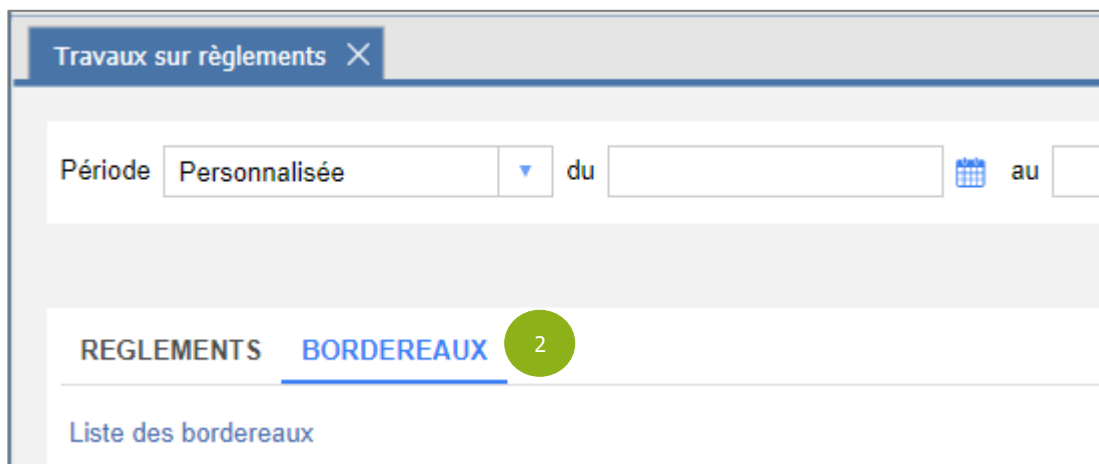 Travaux sur règlements
Période Personnalisée du au
REGLEMENTS BORDEREAUX 2
Liste des bordereaux